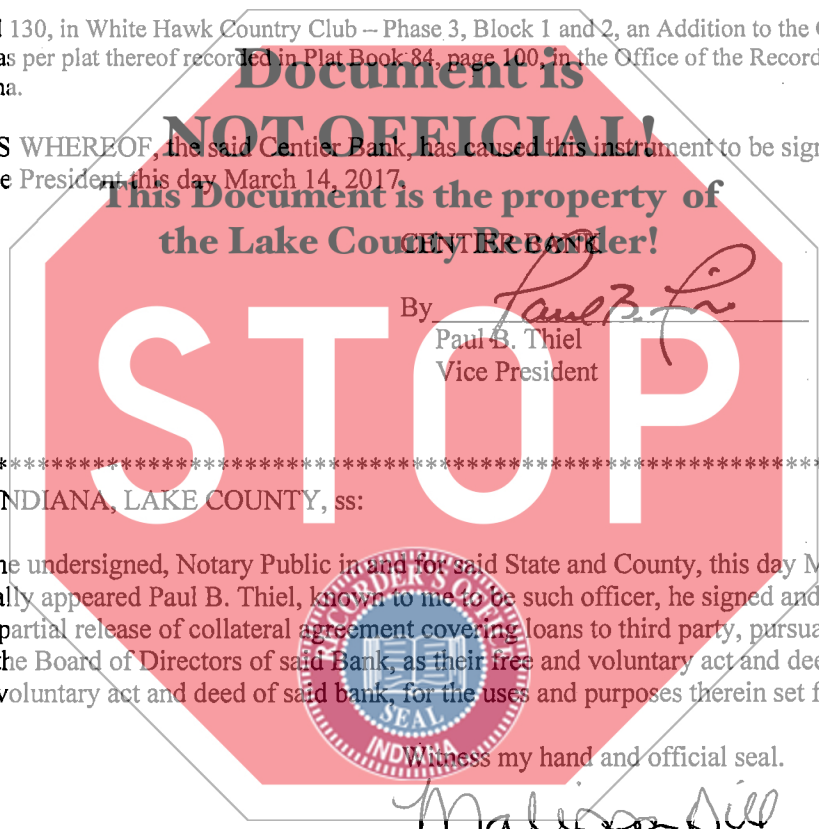 130, in White Hawk Country Club – Phase 3, Block 1 and 2, an Addition to the
as per plat thereof recorded in Plat Book 84, page 100, in the Office of the Record
na.
Document is
NOT OFFICIAL!
S WHEREOF, the said Centier Bank, has caused this instrument to be sign
e President this day March 14, 2017.
This Document is the property of
the Lake County Recorder!
CENTIER BANK
By
Paul B. Thiel
Vice President
STOP
************************************************************
NDIANA, LAKE COUNTY, ss:
ne undersigned, Notary Public in and for said State and County, this day M
ally appeared Paul B. Thiel, known to me to be such officer, he signed and
partial release of collateral agreement covering loans to third party, pursua
the Board of Directors of said Bank, as their free and voluntary act and dee
voluntary act and deed of said bank, for the uses and purposes therein set f
RECORDER'S OFFICE
SEAL
INDIANA
Witness my hand and official seal.